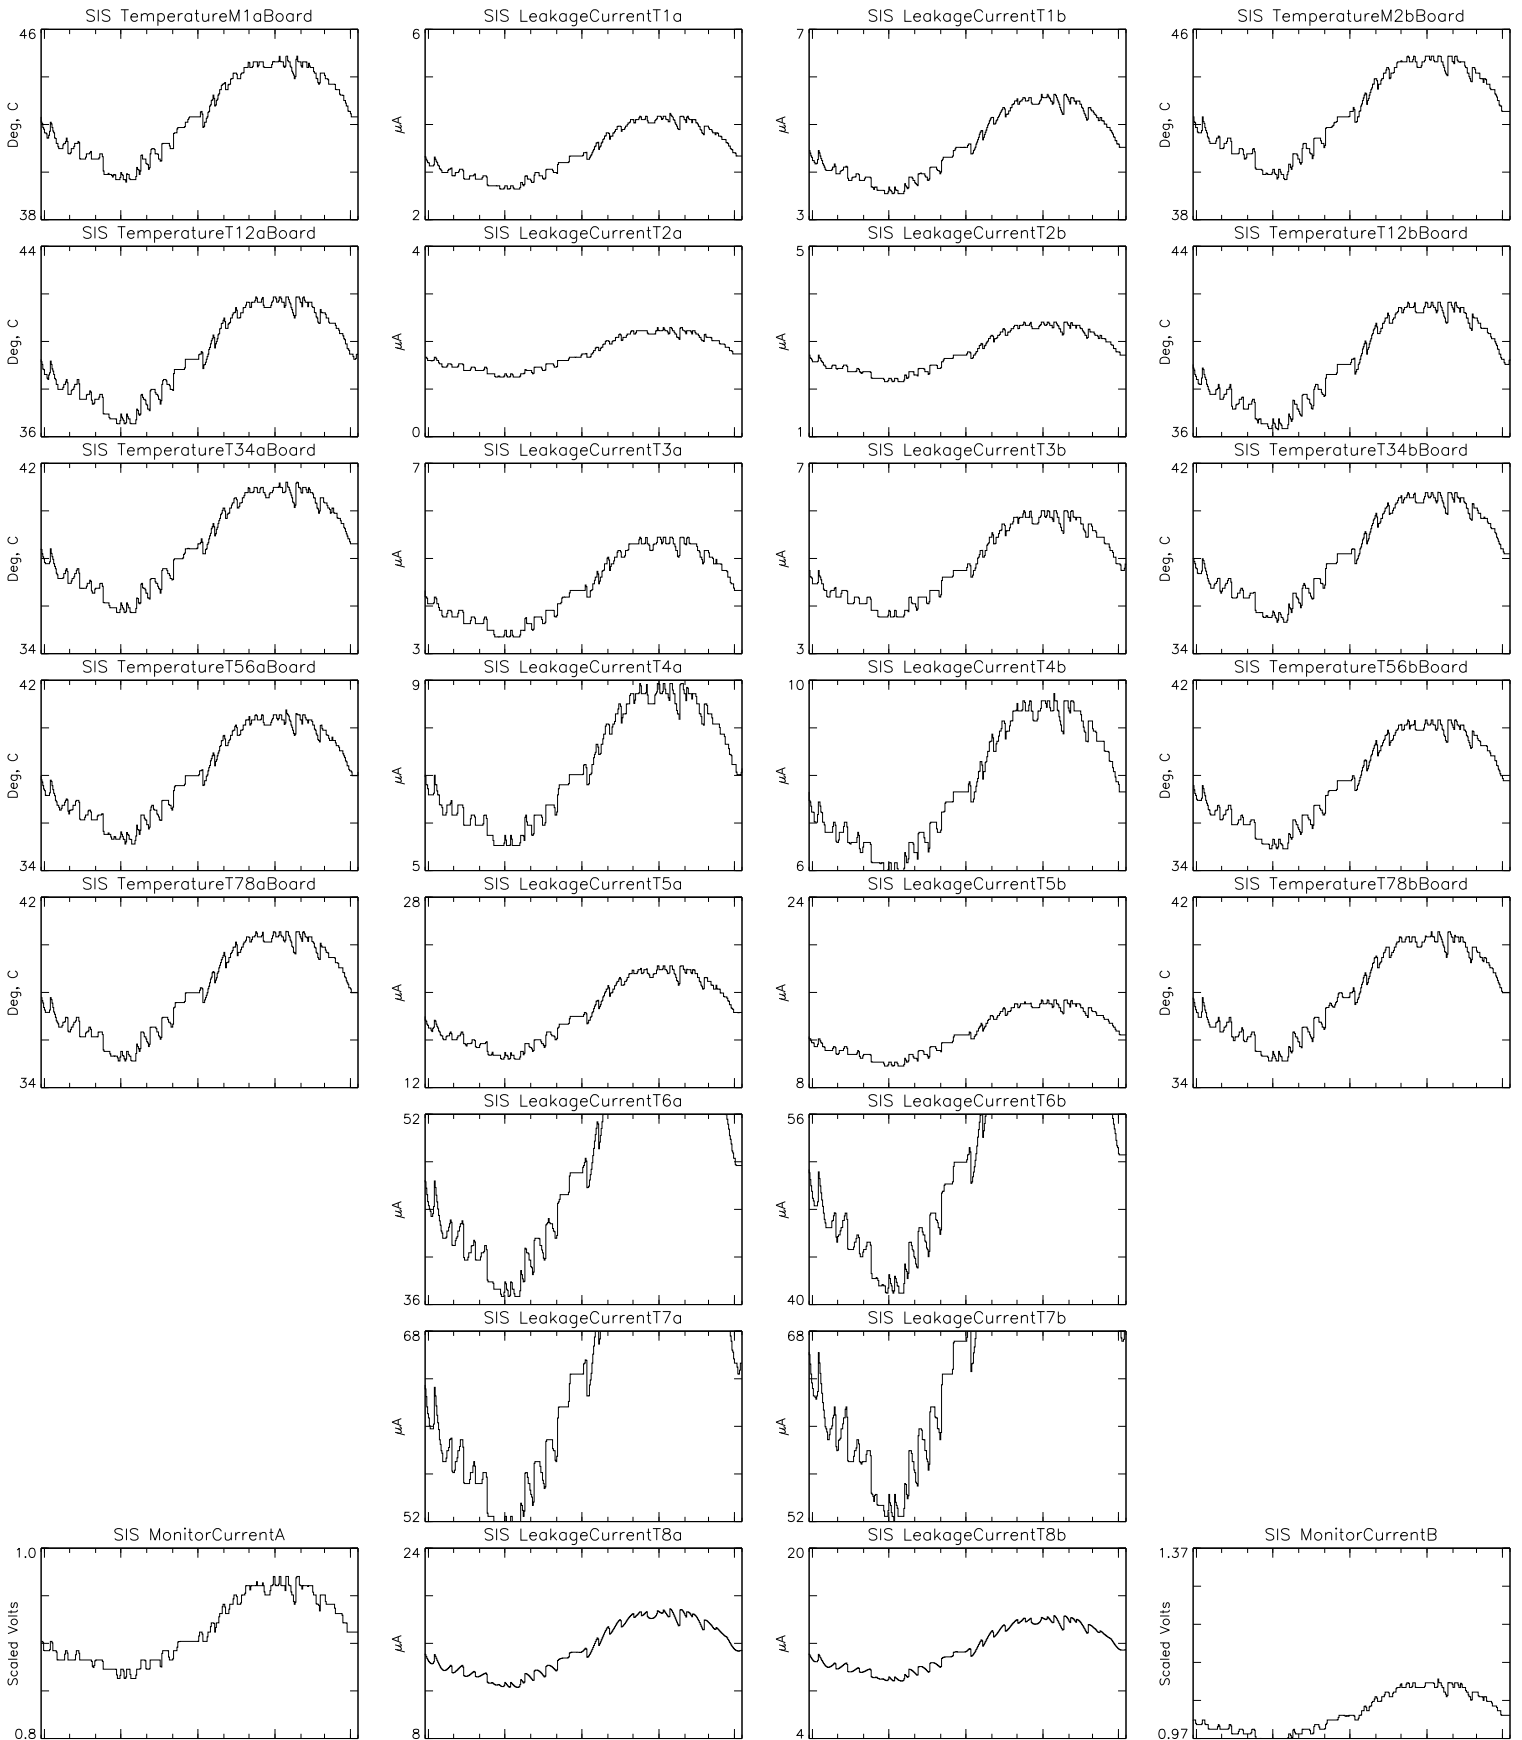 SIS TemperatureM1aBoard SIS LeakageCurrentT1a SIS LeakageCurrentT1b SIS TemperatureM2bBoard
46 6 7 46
Deg, C μA μA Deg, C
38 2 3 38
SIS TemperatureT12aBoard SIS LeakageCurrentT2a SIS LeakageCurrentT2b SIS TemperatureT12bBoard
44 4 5 44
Deg, C μA μA Deg, C
36 0 1 36
SIS TemperatureT34aBoard SIS LeakageCurrentT3a SIS LeakageCurrentT3b SIS TemperatureT34bBoard
42 7 7 42
Deg, C μA μA Deg, C
34 3 3 34
SIS TemperatureT56aBoard SIS LeakageCurrentT4a SIS LeakageCurrentT4b SIS TemperatureT56bBoard
42 9 10 42
Deg, C μA μA Deg, C
34 5 6 34
SIS TemperatureT78aBoard SIS LeakageCurrentT5a SIS LeakageCurrentT5b SIS TemperatureT78bBoard
42 28 24 42
Deg, C μA μA Deg, C
34 12 8 34
SIS LeakageCurrentT6a SIS LeakageCurrentT6b
52 56
μA μA
36 40
SIS LeakageCurrentT7a SIS LeakageCurrentT7b
68 68
μA μA
52 52
SIS MonitorCurrentA SIS LeakageCurrentT8a SIS LeakageCurrentT8b SIS MonitorCurrentB
1.0 24 20 1.37
Scaled Volts μA μA Scaled Volts
0.8 8 4 0.97